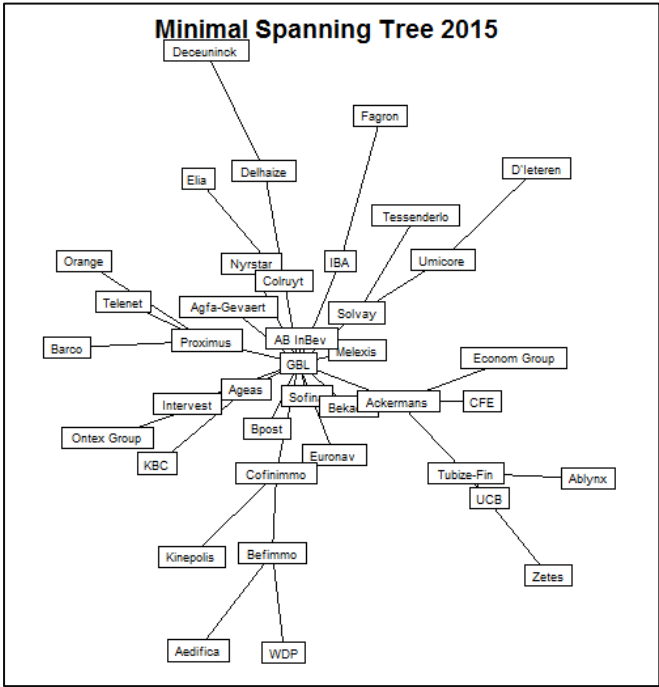 Minimal Spanning Tree 2015
Deceuninck
Fagron
Delhaize
D'Ieteren
Elia
Tessenderlo
Orange
Nyrstar
IBA
Umicore
Colruyt
Telenet
Agfa-Gevaert
Solvay
Proximus
AB InBev
Baroo
Melexis
Econom Group
GBL
Ageas
Sofina
Intervest
Bekae
Ackermans
CFE
Bpost
Ontex Group
KBC
Euronav
Cofinimmo
Tubize-Fin
Ablynx
UCB
Kinepolis
Befimmo
Zetes
Aedifica
WDP